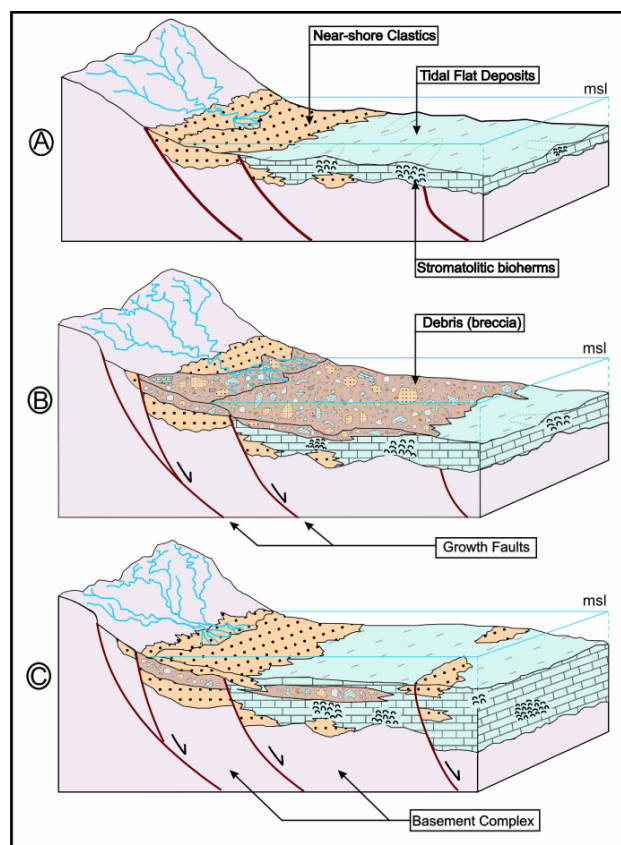 Near-shore Clastics
Tidal Flat Deposits
msl
A
Stromatolitic bioherms
Debris (breccia)
msl
B
Growth Faults
msl
C
Basement Complex